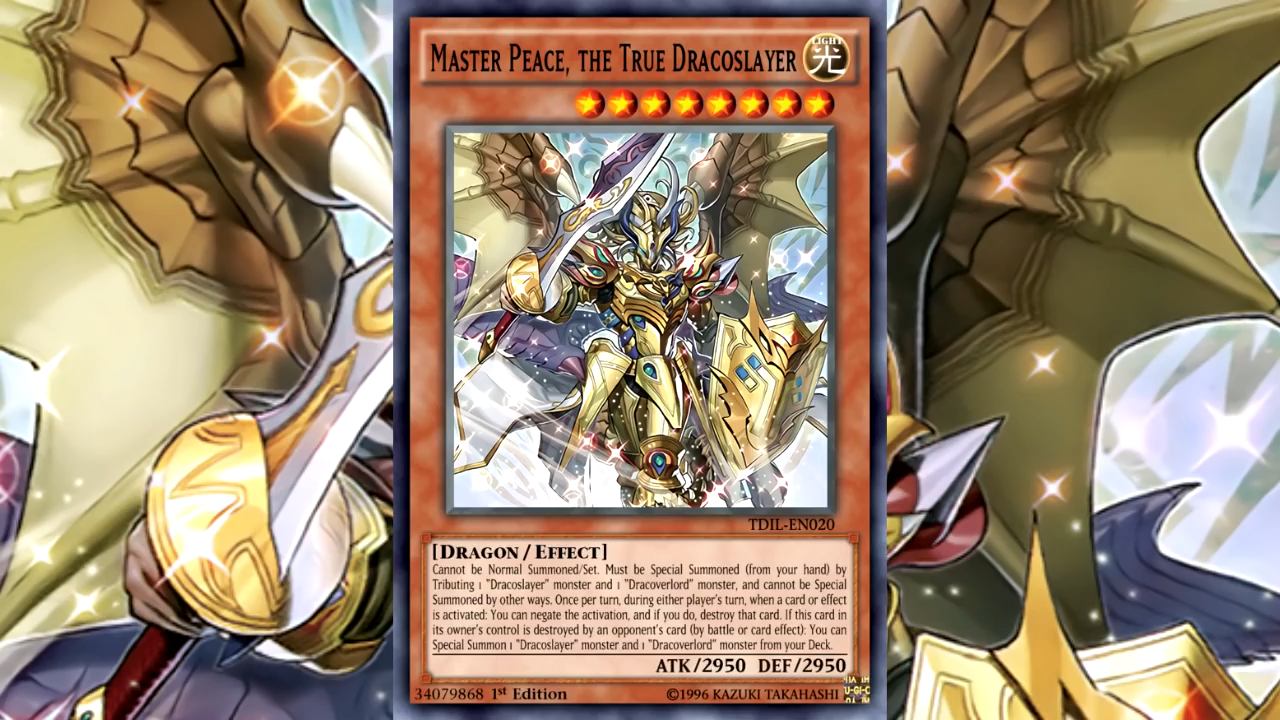 MASTER PEACE, THE TRUE DRACOSLAYER
LIGHT
光
TDIL-EN020
[DRAGON / EFFECT]
Cannot be Normal Summoned/Set. Must be Special Summoned (from your hand) by
Tributing 1 "Dracoslayer" monster and 1 "Dracoverlord" monster, and cannot be Special
Summoned by other ways. Once per turn, during either player's turn, when a card or effect
is activated: You can negate the activation, and if you do, destroy that card. If this card in
its owner's control is destroyed by an opponent's card (by battle or card effect): You can
Special Summon 1 "Dracoslayer" monster and 1 "Dracoverlord" monster from your Deck.
ATK/2950 DEF/2950
34079868 1st Edition ©1996 KAZUKI TAKAHASHI